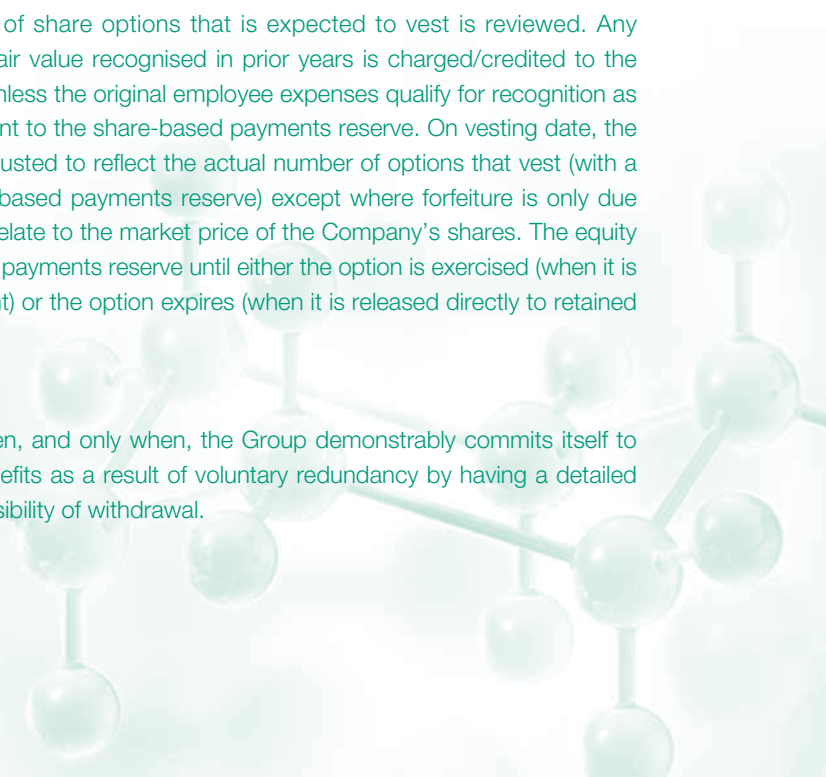 of share options that is expected to vest is reviewed. Any
air value recognised in prior years is charged/credited to the
nless the original employee expenses qualify for recognition as
nt to the share-based payments reserve. On vesting date, the
usted to reflect the actual number of options that vest (with a
based payments reserve) except where forfeiture is only due
elate to the market price of the Company’s shares. The equity
payments reserve until either the option is exercised (when it is
t) or the option expires (when it is released directly to retained
en, and only when, the Group demonstrably commits itself to
efits as a result of voluntary redundancy by having a detailed
sibility of withdrawal.